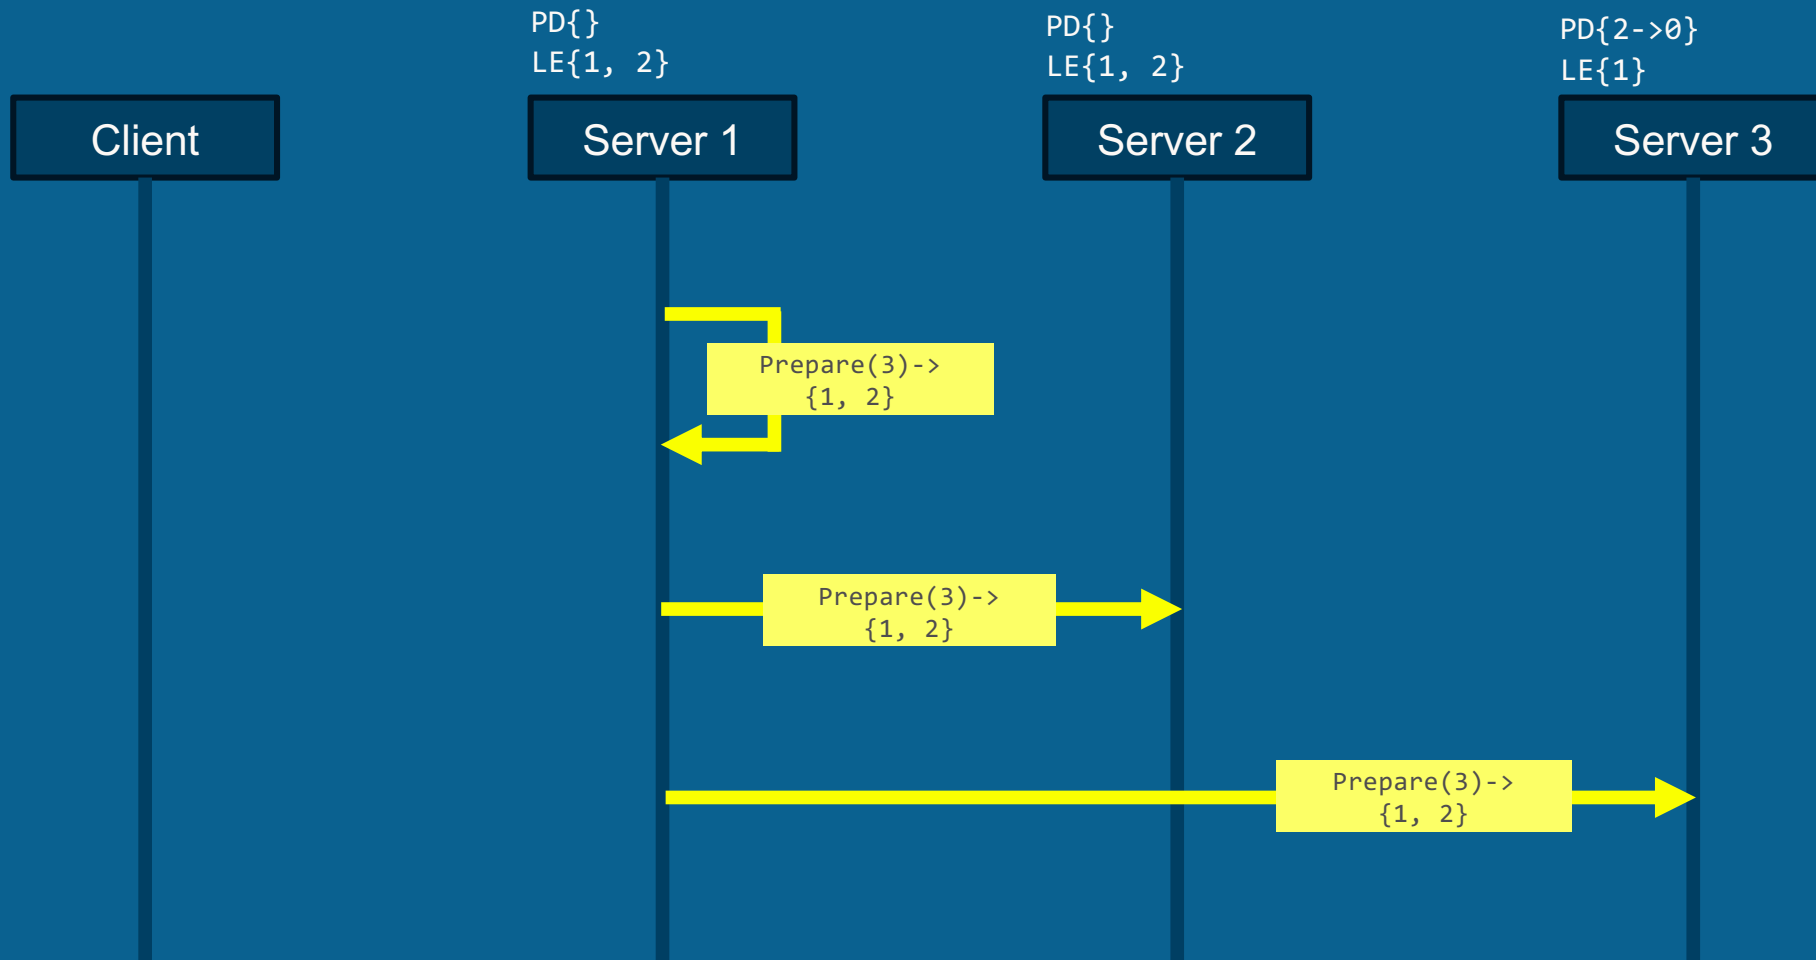 PD{}
LE{1, 2}
PD{}
LE{1, 2}
PD{2->0}
LE{1}
Client
Server 1
Server 2
Server 3
Prepare(3)->
{1, 2}
Prepare(3)->
{1, 2}
Prepare(3)->
{1, 2}